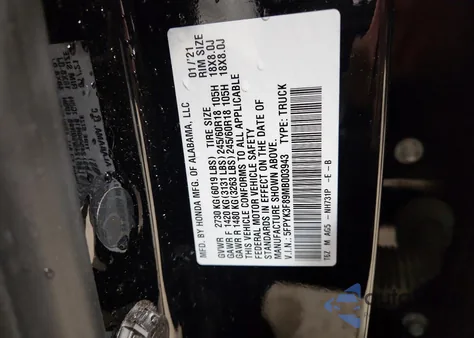 MFD. BY HONDA MFG. OF ALABAMA, LLC 01/'21
TIRE SIZE RIM SIZE
GVWR 2730 KG(6019 LBS)
GAWR F 1420 KG(3131 LBS)245/60R18 105H 18X8.0J
GAWR R 1480 KG(3263 LBS)245/60R18 105H 18X8.0J
THIS VEHICLE CONFORMS TO ALL APPLICABLE
FEDERAL MOTOR VEHICLE SAFETY
STANDARDS IN EFFECT ON THE DATE OF
MANUFACTURE SHOWN ABOVE.
V.I.N.: 5FPYK3F89MB003943 TYPE: TRUCK
T6Z M AG5 -NH731P -E -B